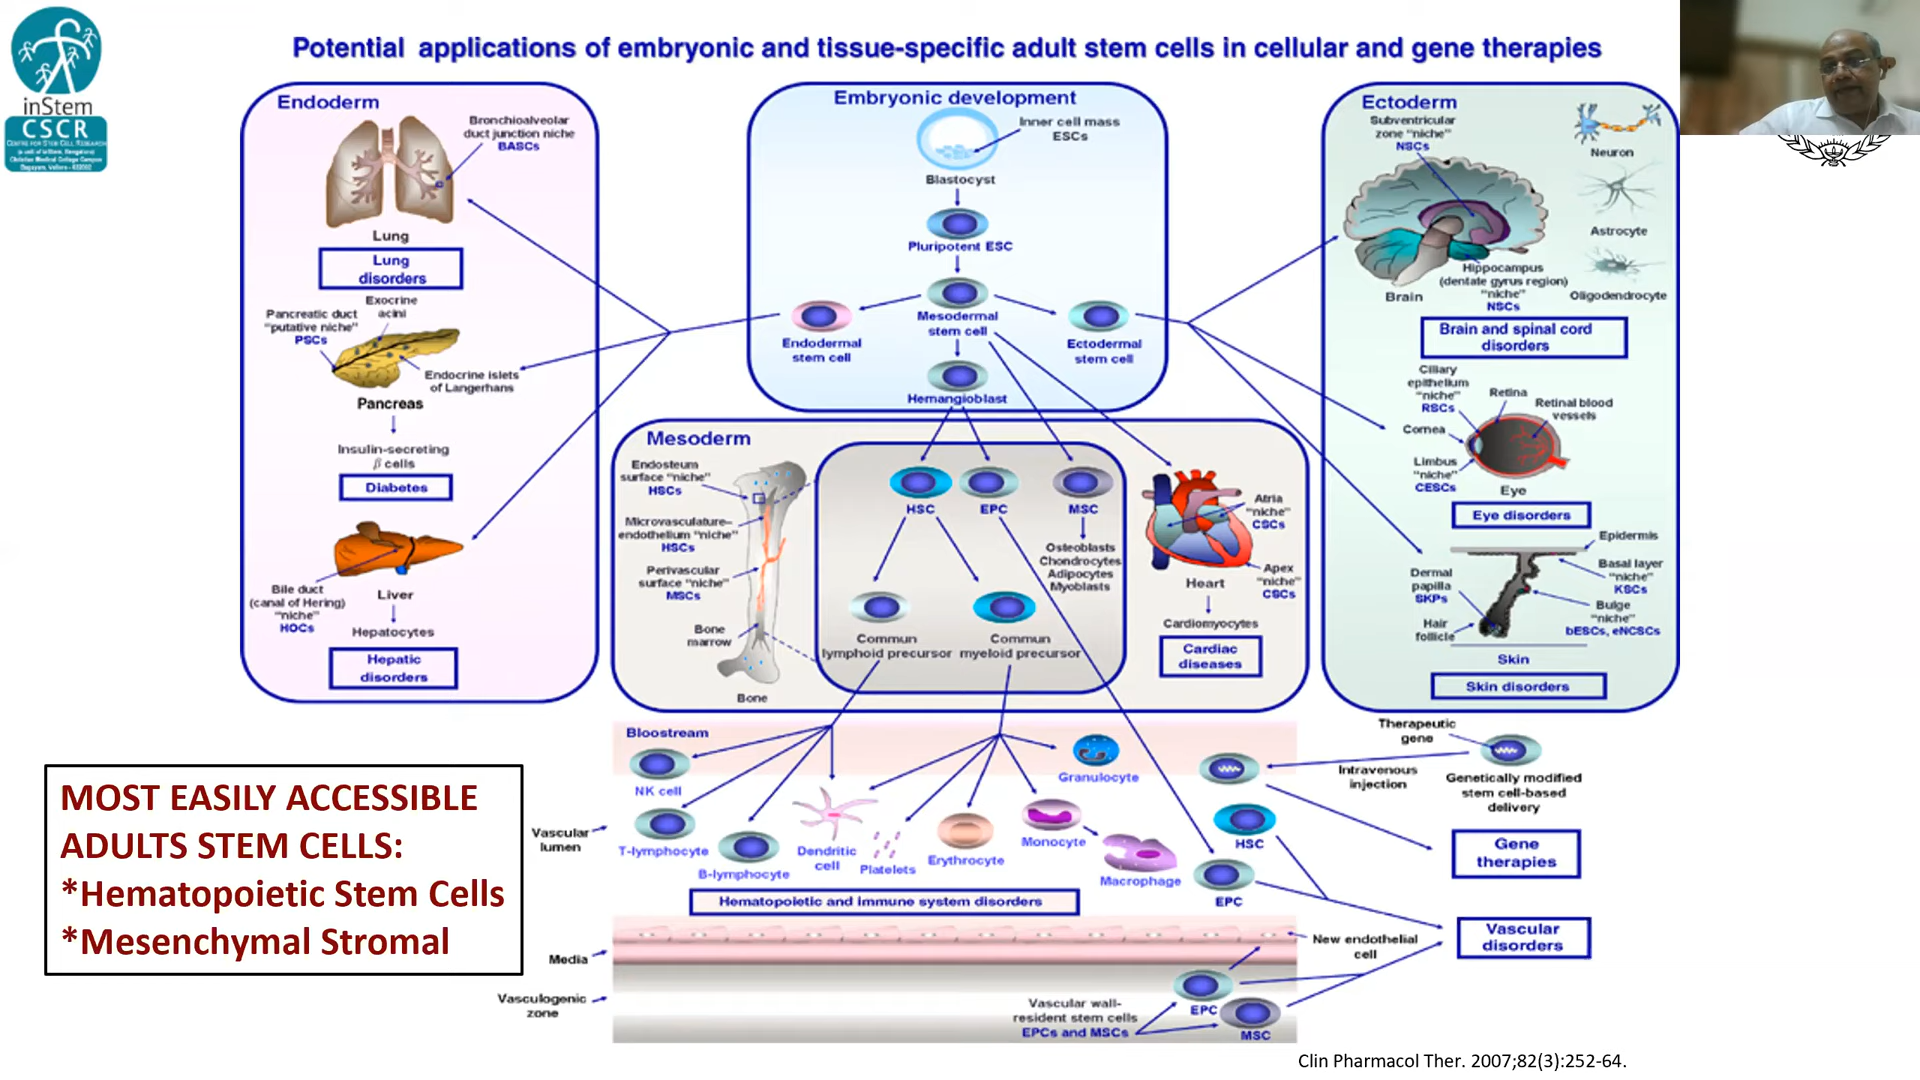 Potential applications of embryonic and tissue-specific adult stem cells in cellular and gene therapies
inStem
CSCR
CENTRE FOR STEM CELL RESEARCH
(a unit of inStem, Bengaluru)
Christian Medical College Campus
Bagayam, Vellore - 632002
Endoderm
Bronchioalveolar
duct junction niche
BASCs
Lung
Lung
disorders
Exocrine
acini
Pancreatic duct
"putative niche"
PSCs
Endocrine islets
of Langerhans
Pancreas
Insulin-secreting
β cells
Diabetes
Bile duct
(canal of Hering)
"niche"
HOCs
Liver
Hepatocytes
Hepatic
disorders
Embryonic development
Inner cell mass
ESCs
Blastocyst
Pluripotent ESC
Mesodermal
stem cell
Endodermal
stem cell
Ectodermal
stem cell
Hemangioblast
Mesoderm
Endosteum
surface "niche"
HSCs
Microvasculature–
endothelium "niche"
HSCs
Perivascular
surface "niche"
MSCs
Bone
marrow
Bone
HSC
EPC
MSC
Osteoblasts
Chondrocytes
Adipocytes
Myoblasts
Commun
lymphoid precursor
Commun
myeloid precursor
Atria
"niche"
CSCs
Apex
"niche"
CSCs
Heart
Cardiomyocytes
Cardiac
diseases
Ectoderm
Subventricular
zone "niche"
NSCs
Neuron
Astrocyte
Oligodendrocyte
Hippocampus
(dentate gyrus region)
"niche"
NSCs
Brain
Brain and spinal cord
disorders
Ciliary
epithelium
"niche"
RSCs
Retina
Retinal blood
vessels
Cornea
Limbus
"niche"
CESCs
Eye
Eye disorders
Epidermis
Basal layer
"niche"
KSCs
Dermal
papilla
SKPs
Bulge
"niche"
bESCs, eNCSCs
Hair
follicle
Skin
Skin disorders
Bloostream
NK cell
T-lymphocyte
B-lymphocyte
Dendritic
cell
Platelets
Erythrocyte
Monocyte
Granulocyte
Macrophage
Vascular
lumen
Hematopoietic and immune system disorders
HSC
EPC
Therapeutic
gene
Intravenous
injection
Genetically modified
stem cell-based
delivery
Gene
therapies
Vascular
disorders
New endothelial
cell
Media
Vasculogenic
zone
Vascular wall-
resident stem cells
EPCs and MSCs
EPC
MSC
MOST EASILY ACCESSIBLE
ADULTS STEM CELLS:
*Hematopoietic Stem Cells
*Mesenchymal Stromal
Clin Pharmacol Ther. 2007;82(3):252-64.